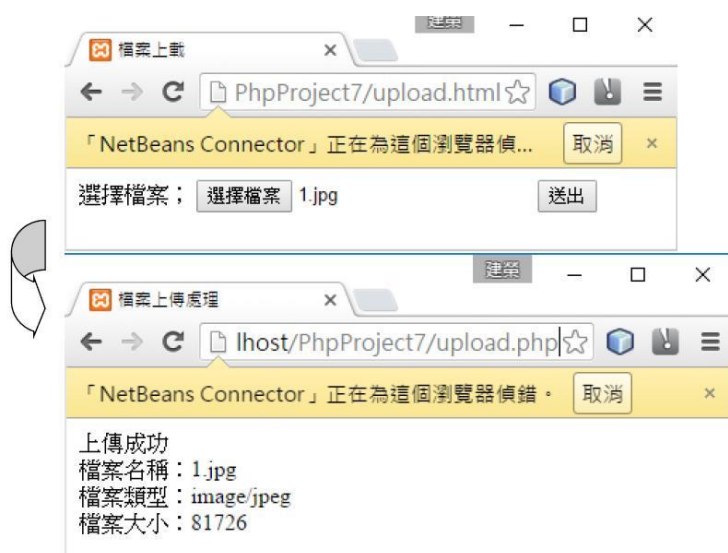 建榮
檔案上載
PhpProject7/upload.html
「NetBeans Connector」正在為這個瀏覽器偵... 取消
選擇檔案； 選擇檔案 1.jpg 送出
建榮
檔案上傳處理
lhost/PhpProject7/upload.php
「NetBeans Connector」正在為這個瀏覽器偵錯。 取消
上傳成功
檔案名稱：1.jpg
檔案類型：image/jpeg
檔案大小：81726